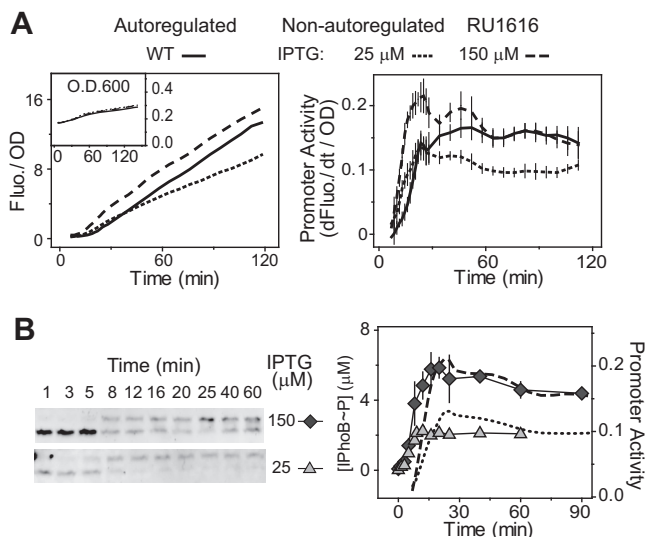 A
Autoregulated Non-autoregulated RU1616
WT IPTG: 25 μM 150 μM
O.D.600
0.4
0.2
0.0
0 60 120
16
8
0
Fluo./ OD
0 60 120
Time (min)
0.2
0.1
0
Promoter Activity
(dFluo./ dt / OD)
0 60 120
Time (min)
B
Time (min) IPTG
(μM)
1 3 5 8 12 16 20 25 40 60
150
25
8
4
0
[PhoB~P] (μM)
0.2
0.1
0.0
Promoter Activity
0 30 60 90
Time (min)